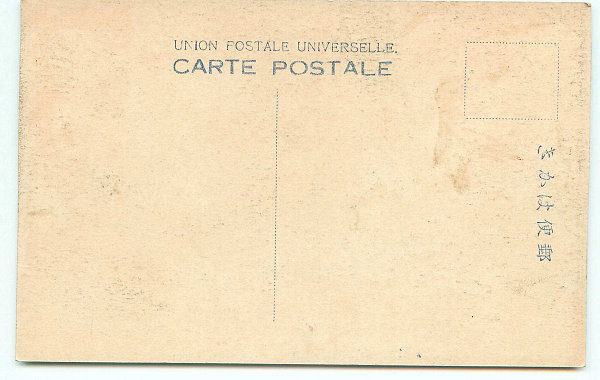 UNION POSTALE UNIVERSELLE.
CARTE POSTALE
きかは便郵